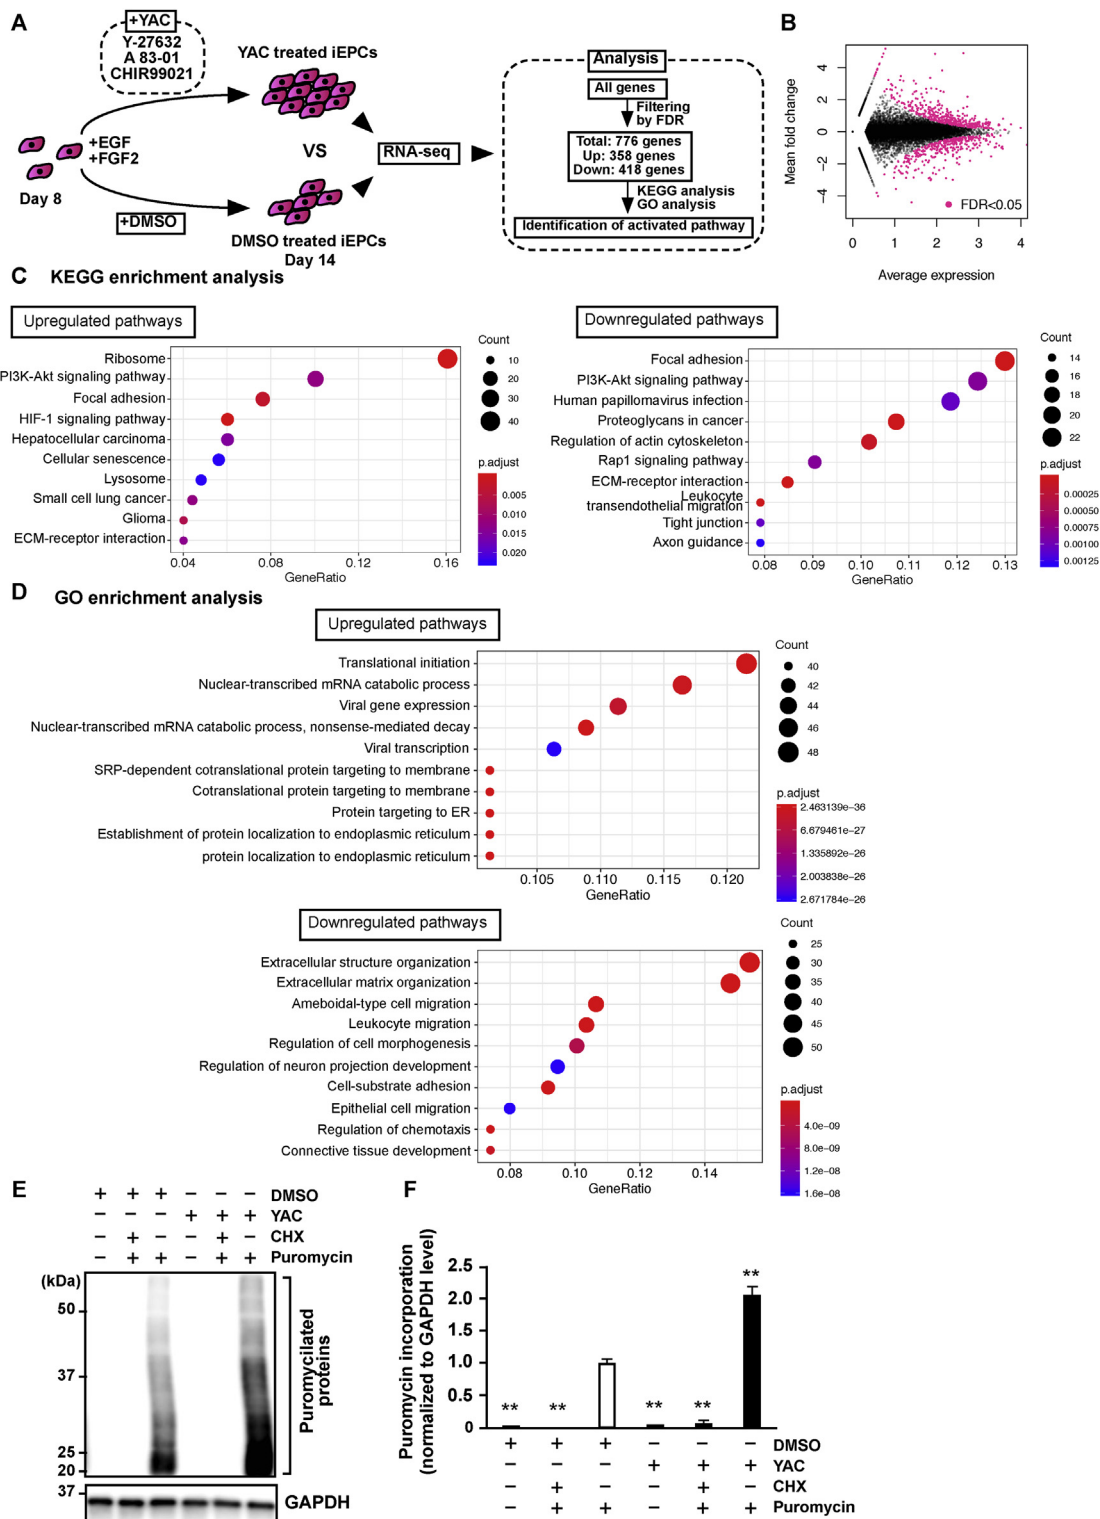 A
+YAC
Y-27632
A 83-01
CHIR99021
YAC treated iEPCs
+EGF
+FGF2
Day 8
VS
RNA-seq
+DMSO
DMSO treated iEPCs
Day 14
Analysis
All genes
Filtering
by FDR
Total: 776 genes
Up: 358 genes
Down: 418 genes
KEGG analysis
GO analysis
Identification of activated pathway
B
Mean fold change
4
2
0
−2
−4
FDR<0.05
0 1 2 3 4
Average expression
C KEGG enrichment analysis
Upregulated pathways
Ribosome
PI3K-Akt signaling pathway
Focal adhesion
HIF-1 signaling pathway
Hepatocellular carcinoma
Cellular senescence
Lysosome
Small cell lung cancer
Glioma
ECM-receptor interaction
0.04 0.08 0.12 0.16
GeneRatio
Count
10
20
30
40
p.adjust
0.005
0.010
0.015
0.020
Downregulated pathways
Focal adhesion
PI3K-Akt signaling pathway
Human papillomavirus infection
Proteoglycans in cancer
Regulation of actin cytoskeleton
Rap1 signaling pathway
ECM-receptor interaction
Leukocyte
transendothelial migration
Tight junction
Axon guidance
0.08 0.09 0.10 0.11 0.12 0.13
GeneRatio
Count
14
16
18
20
22
p.adjust
0.00025
0.00050
0.00075
0.00100
0.00125
D GO enrichment analysis
Upregulated pathways
Translational initiation
Nuclear-transcribed mRNA catabolic process
Viral gene expression
Nuclear-transcribed mRNA catabolic process, nonsense-mediated decay
Viral transcription
SRP-dependent cotranslational protein targeting to membrane
Cotranslational protein targeting to membrane
Protein targeting to ER
Establishment of protein localization to endoplasmic reticulum
protein localization to endoplasmic reticulum
0.105 0.110 0.115 0.120
GeneRatio
Count
40
42
44
46
48
p.adjust
2.463139e−36
6.679461e−27
1.335892e−26
2.003838e−26
2.671784e−26
Downregulated pathways
Extracellular structure organization
Extracellular matrix organization
Ameboidal-type cell migration
Leukocyte migration
Regulation of cell morphogenesis
Regulation of neuron projection development
Cell-substrate adhesion
Epithelial cell migration
Regulation of chemotaxis
Connective tissue development
0.08 0.10 0.12 0.14
GeneRatio
Count
25
30
35
40
45
50
p.adjust
4.0e−09
8.0e−09
1.2e−08
1.6e−08
E
+ + + − − − DMSO
− − − + + + YAC
− + − − + − CHX
− + + − + + Puromycin
(kDa)
50
37
25
20
37
Puromycilated
proteins
GAPDH
F
Puromycin incorporation
(normalized to GAPDH level)
2.5
2.0
1.5
1.0
0.5
0
** ** ** ** **
+ + + − − − DMSO
− − − + + + YAC
− + − − + − CHX
− + + − + + Puromycin